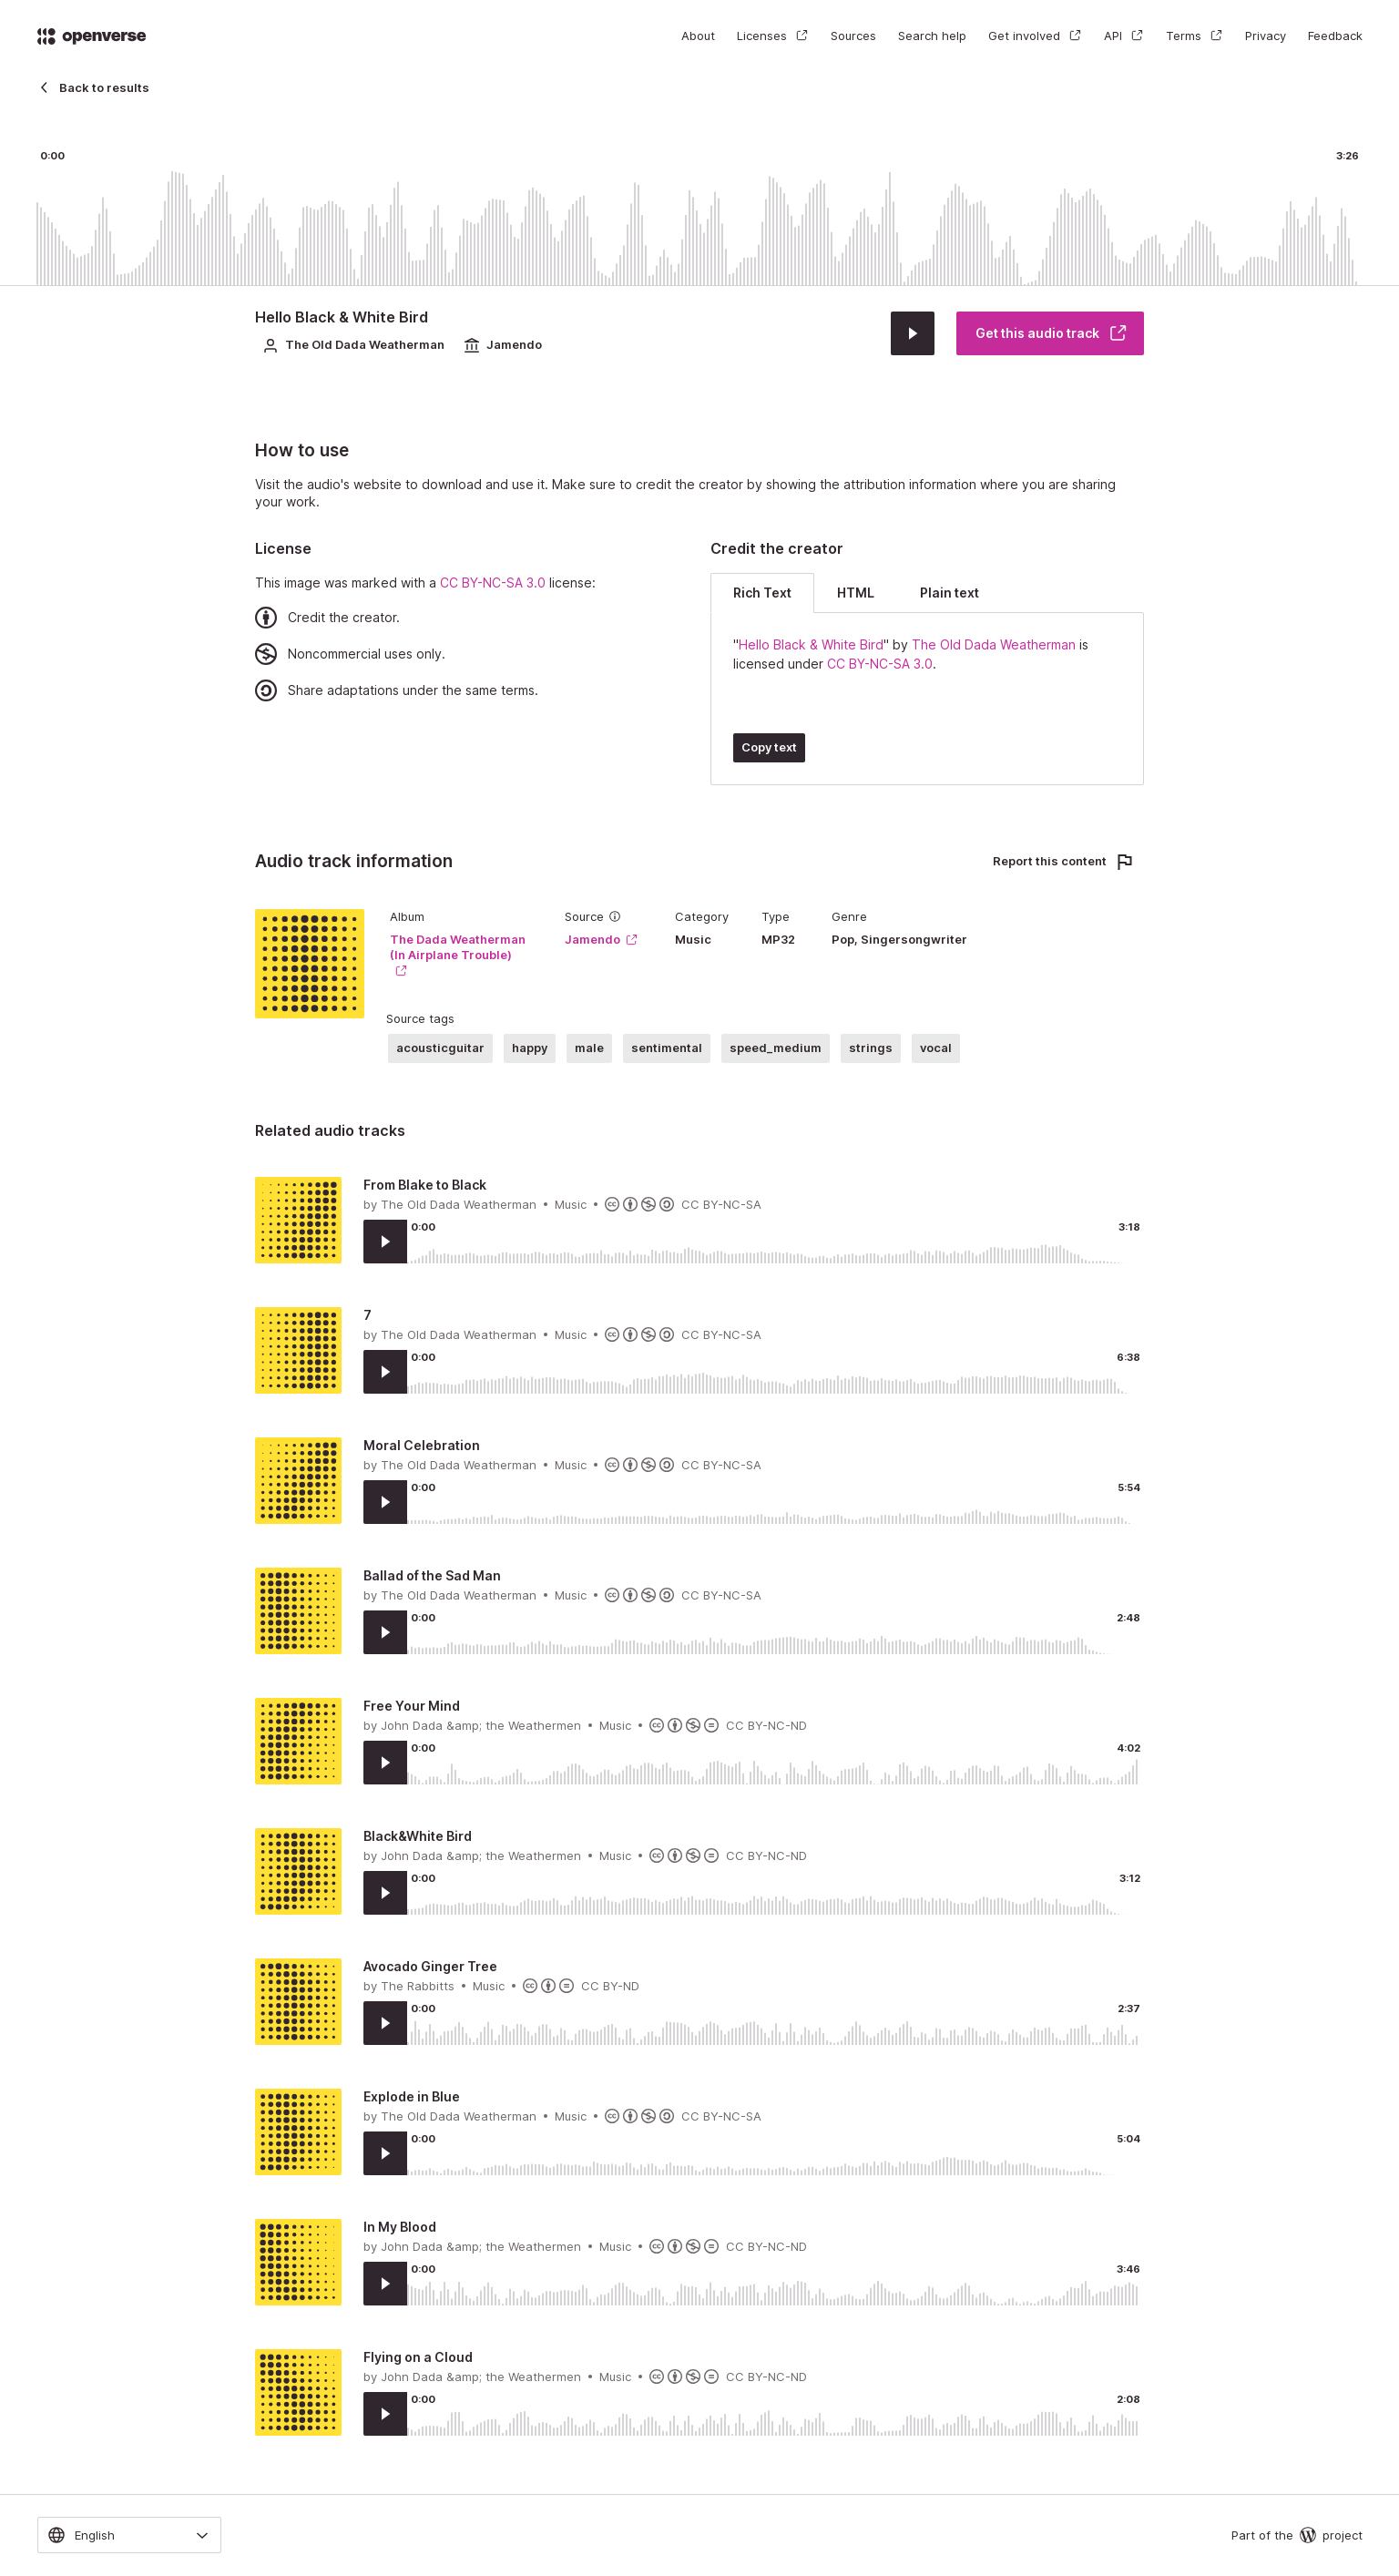 openverse
About Licenses Sources Search help Get involved API Terms Privacy Feedback
Back to results
0:00 3:26
Hello Black & White Bird
The Old Dada Weatherman Jamendo
Get this audio track
How to use
Visit the audio's website to download and use it. Make sure to credit the creator by showing the attribution information where you are sharing
your work.
License
This image was marked with a CC BY-NC-SA 3.0 license:
Credit the creator.
Noncommercial uses only.
Share adaptations under the same terms.
Credit the creator
Rich Text HTML Plain text
"Hello Black & White Bird" by The Old Dada Weatherman is
licensed under CC BY-NC-SA 3.0.
Copy text
Audio track information
Report this content
Album
The Dada Weatherman
(In Airplane Trouble)
Source
Jamendo
Category
Music
Type
MP32
Genre
Pop, Singersongwriter
Source tags
acousticguitar happy male sentimental speed_medium strings vocal
Related audio tracks
From Blake to Black
by The Old Dada Weatherman • Music • CC BY-NC-SA
0:00 3:18
7
by The Old Dada Weatherman • Music • CC BY-NC-SA
0:00 6:38
Moral Celebration
by The Old Dada Weatherman • Music • CC BY-NC-SA
0:00 5:54
Ballad of the Sad Man
by The Old Dada Weatherman • Music • CC BY-NC-SA
0:00 2:48
Free Your Mind
by John Dada &amp; the Weathermen • Music • CC BY-NC-ND
0:00 4:02
Black&White Bird
by John Dada &amp; the Weathermen • Music • CC BY-NC-ND
0:00 3:12
Avocado Ginger Tree
by The Rabbitts • Music • CC BY-ND
0:00 2:37
Explode in Blue
by The Old Dada Weatherman • Music • CC BY-NC-SA
0:00 5:04
In My Blood
by John Dada &amp; the Weathermen • Music • CC BY-NC-ND
0:00 3:46
Flying on a Cloud
by John Dada &amp; the Weathermen • Music • CC BY-NC-ND
0:00 2:08
English
Part of the project